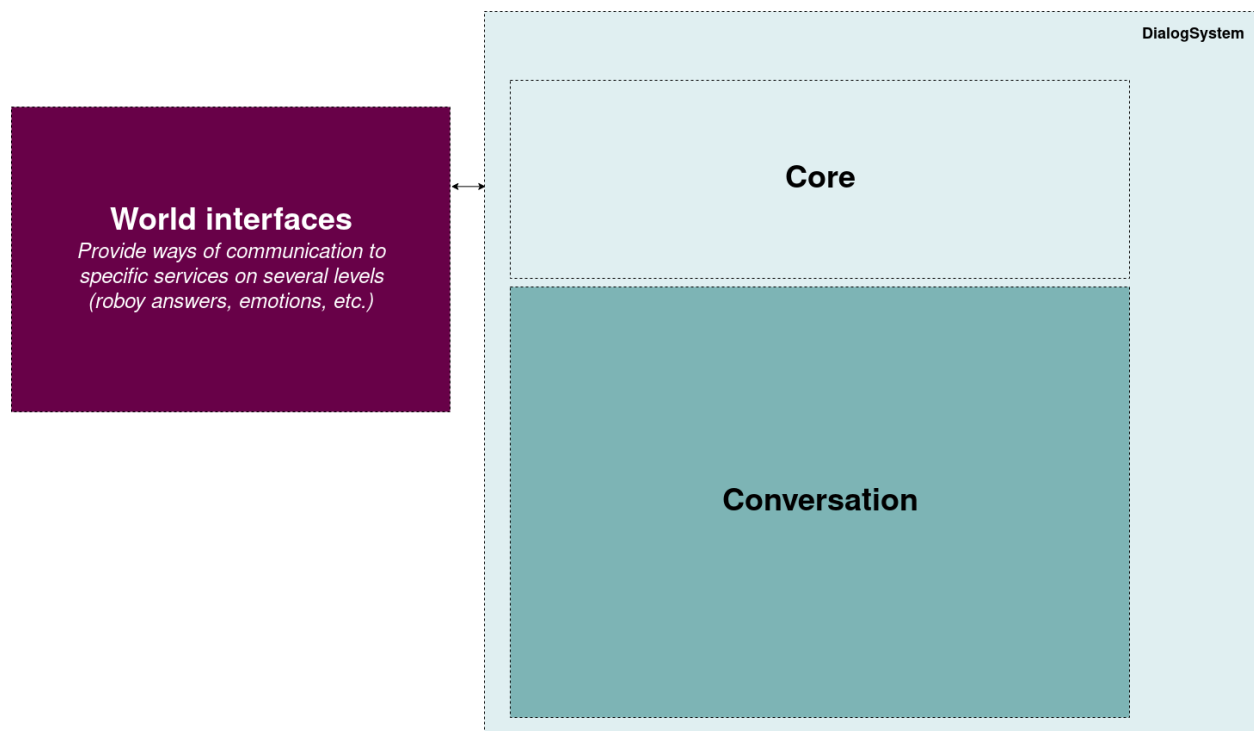 DialogSystem
Core
World interfaces
Provide ways of communication to
specific services on several levels
(roboy answers, emotions, etc.)
Conversation